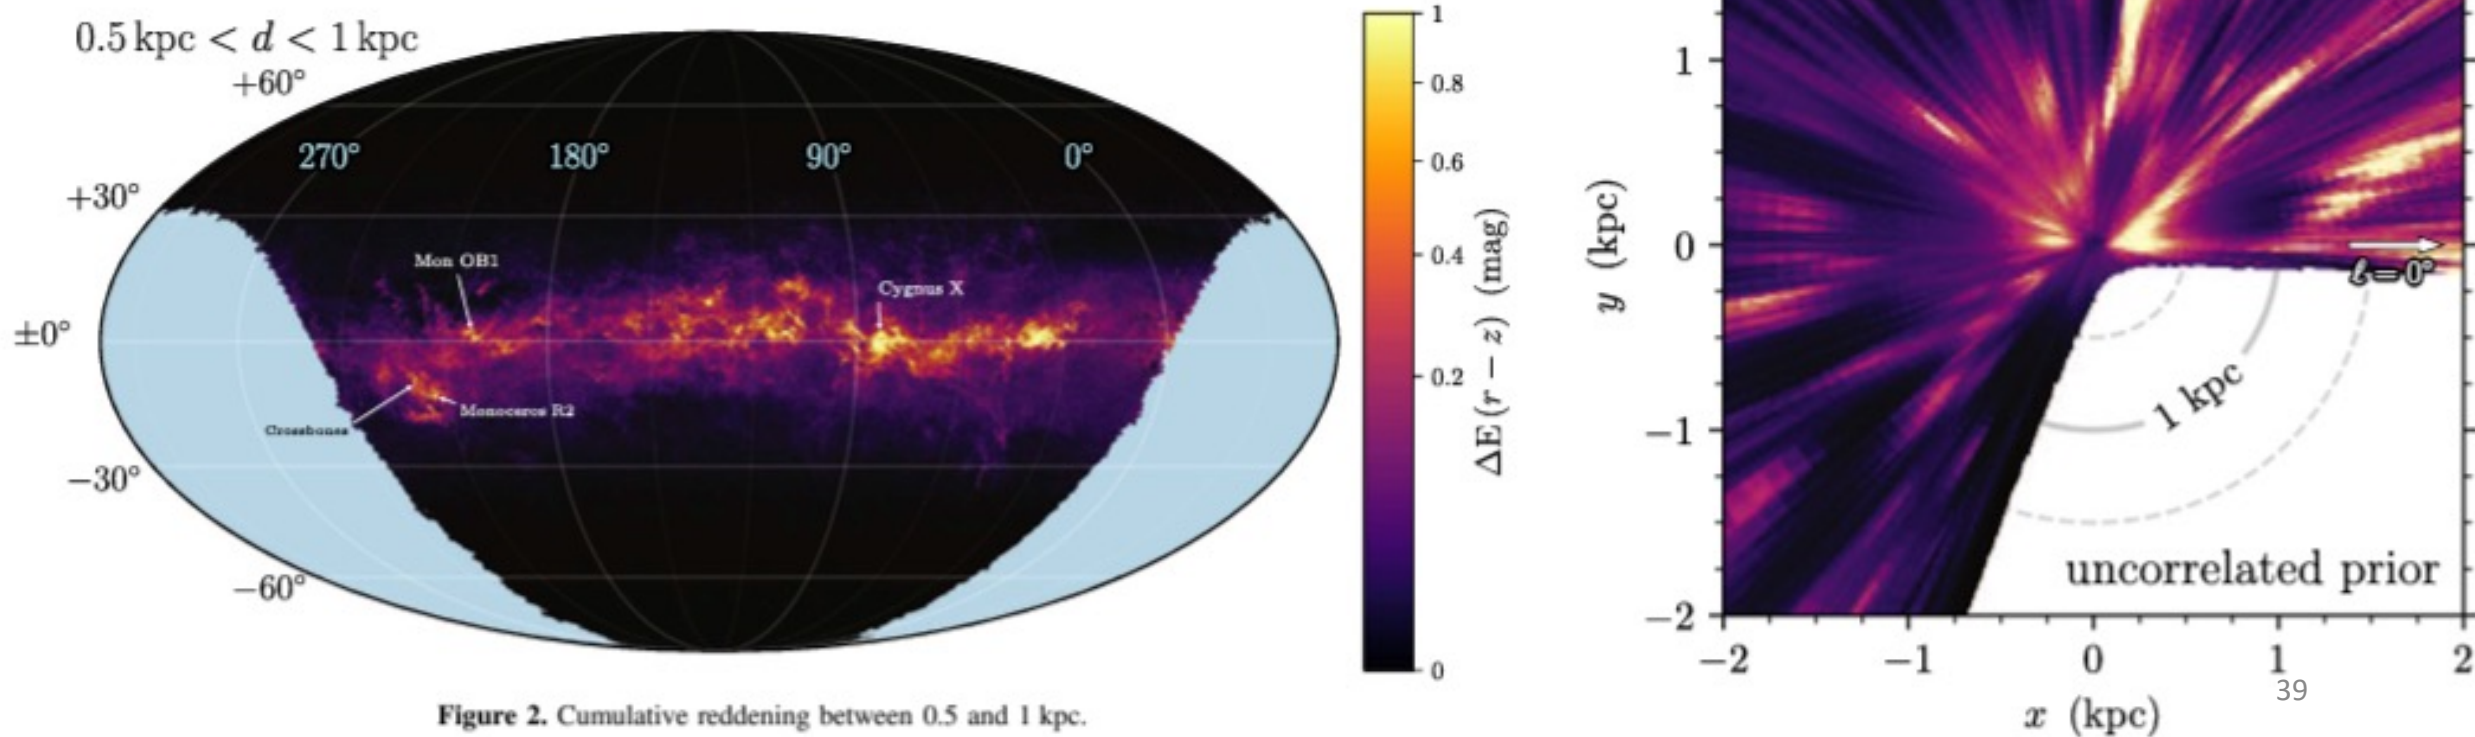 0.5 kpc < d < 1 kpc
+60°
270° 180° 90° 0°
+30°
Mon OB1
Cygnus X
±0°
Monoceros R2
Crossbones
−30°
−60°
1
0.8
0.6
0.4
0.2
0
ΔE (r − z) (mag)
Figure 2. Cumulative reddening between 0.5 and 1 kpc.
1
0
−1
−2
y (kpc)
ℓ = 0°
1 kpc
uncorrelated prior
−2 −1 0 1 2
x (kpc)
39